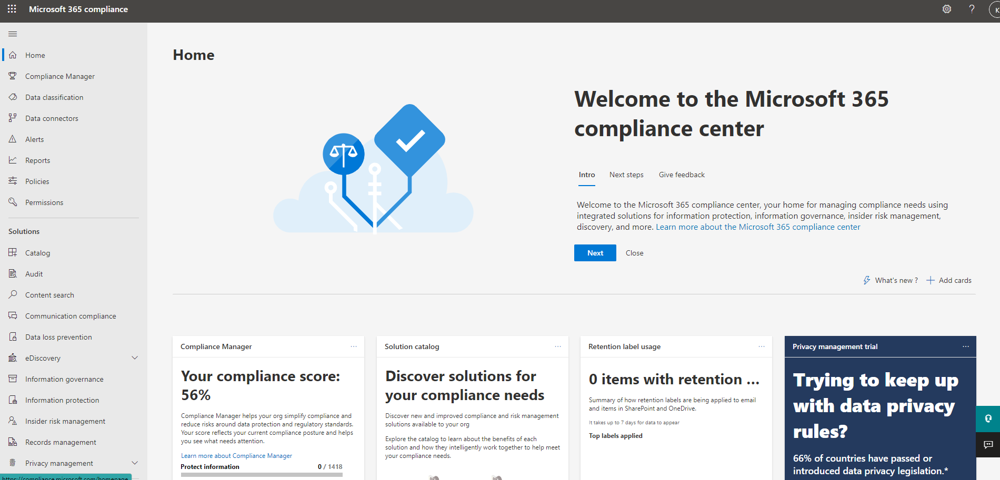 Microsoft 365 compliance
K
Home
Compliance Manager
Data classification
Data connectors
Alerts
Reports
Policies
Permissions
Solutions
Catalog
Audit
Content search
Communication compliance
Data loss prevention
eDiscovery
Information governance
Information protection
Insider risk management
Records management
Privacy management
https://compliance.microsoft.com/homepage
Home
Welcome to the Microsoft 365
compliance center
Intro Next steps Give feedback
Welcome to the Microsoft 365 compliance center, your home for managing compliance needs using
integrated solutions for information protection, information governance, insider risk management,
discovery, and more. Learn more about the Microsoft 365 compliance center
Next Close
What's new ? Add cards
Compliance Manager ...
Your compliance score:
56%
Compliance Manager helps your org simplify compliance and
reduce risks around data protection and regulatory standards.
Your score reflects your current compliance posture and helps
you see what needs attention.
Learn more about Compliance Manager
Protect information 0 / 1418
Solution catalog ...
Discover solutions for
your compliance needs
Discover new and improved compliance and risk management
solutions available to your org
Explore the catalog to learn about the benefits of each
solution and how they intelligently work together to help meet
your compliance needs.
Retention label usage ...
0 items with retention ...
Summary of how retention labels are being applied to email
and items in SharePoint and OneDrive.
It takes up to 7 days for data to appear
Top labels applied
Privacy management trial ...
Trying to keep up
with data privacy
rules?
66% of countries have passed or
introduced data privacy legislation.*